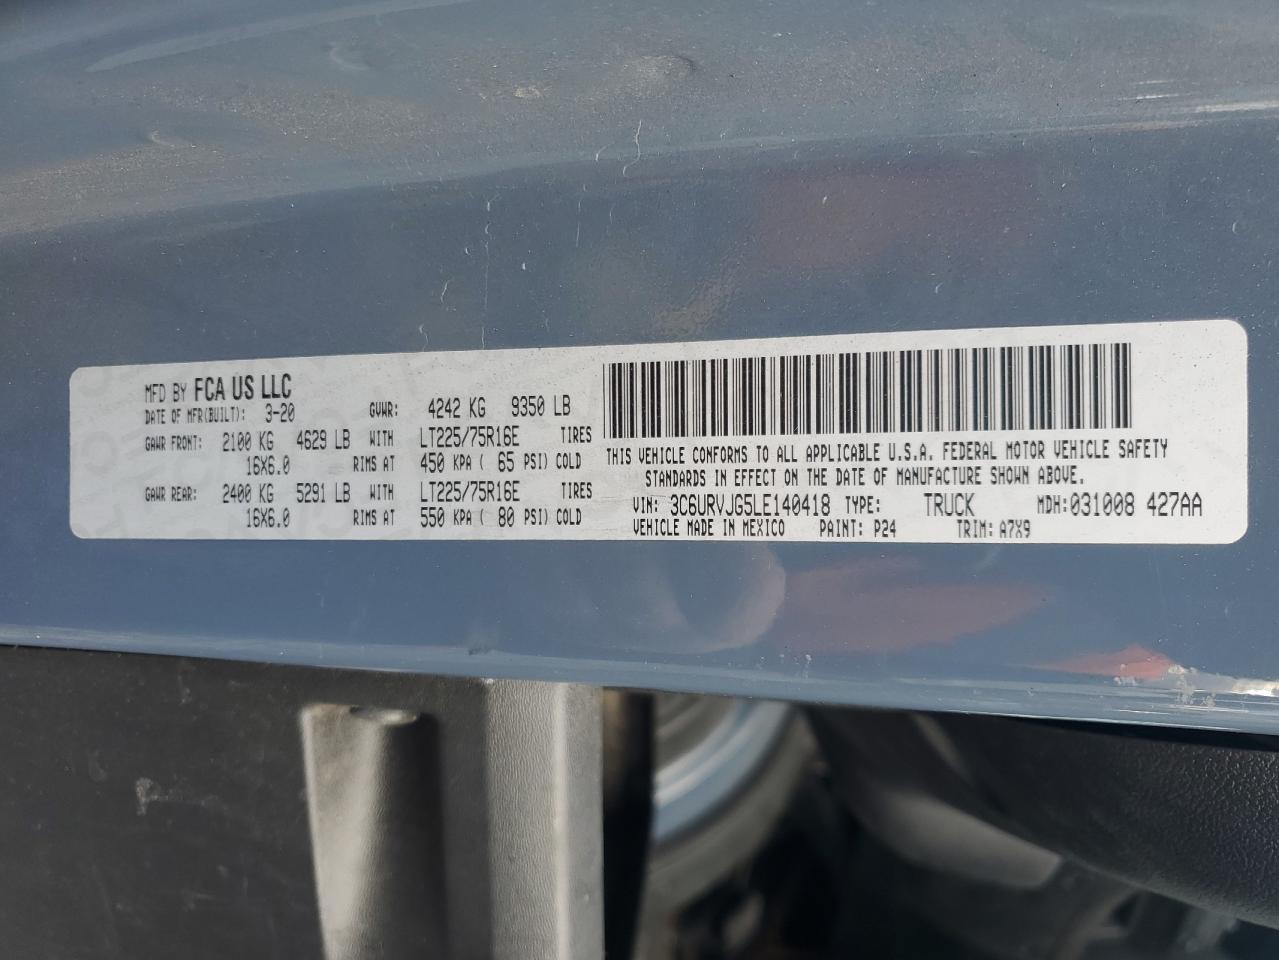 MFD BY FCA US LLC
DATE OF MFR(BUILT): 3-20 GVWR: 4242 KG 9350 LB
GAWR FRONT: 2100 KG 4629 LB WITH LT225/75R16E TIRES
16X6.0 RIMS AT 450 KPA ( 65 PSI) COLD
GAWR REAR: 2400 KG 5291 LB WITH LT225/75R16E TIRES
16X6.0 RIMS AT 550 KPA ( 80 PSI) COLD
THIS VEHICLE CONFORMS TO ALL APPLICABLE U.S.A. FEDERAL MOTOR VEHICLE SAFETY
STANDARDS IN EFFECT ON THE DATE OF MANUFACTURE SHOWN ABOVE.
VIN: 3C6URVJG5LE140418 TYPE: TRUCK MDH:031008 427AA
VEHICLE MADE IN MEXICO PAINT: P24 TRIM: A7X9